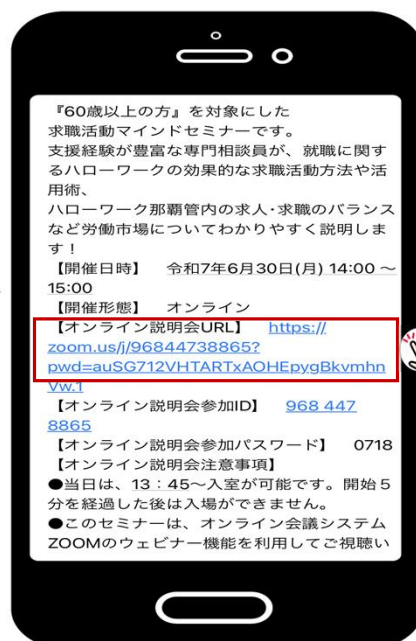 『60歳以上の方』を対象にした
求職活動マインドセミナーです。
支援経験が豊富な専門相談員が、就職に関す
るハローワークの効果的な求職活動方法や活
用術、
ハローワーク那覇管内の求人･求職のバランス
など労働市場についてわかりやすく説明しま
す！
【開催日時】　令和7年6月30日(月) 14:00 ～
15:00
【開催形態】　オンライン
【オンライン説明会URL】　https://
zoom.us/j/96844738865?
pwd=auSG712VHTARTxAOHEpygBkvmhn
Vw.1
【オンライン説明会参加ID】　968 447
8865
【オンライン説明会参加パスワード】　0718
【オンライン説明会注意事項】
●当日は、13：45～入室が可能です。開始５
分を経過した後は入場ができません。
●このセミナーは、オンライン会議システム
ZOOMのウェビナー機能を利用してご視聴い